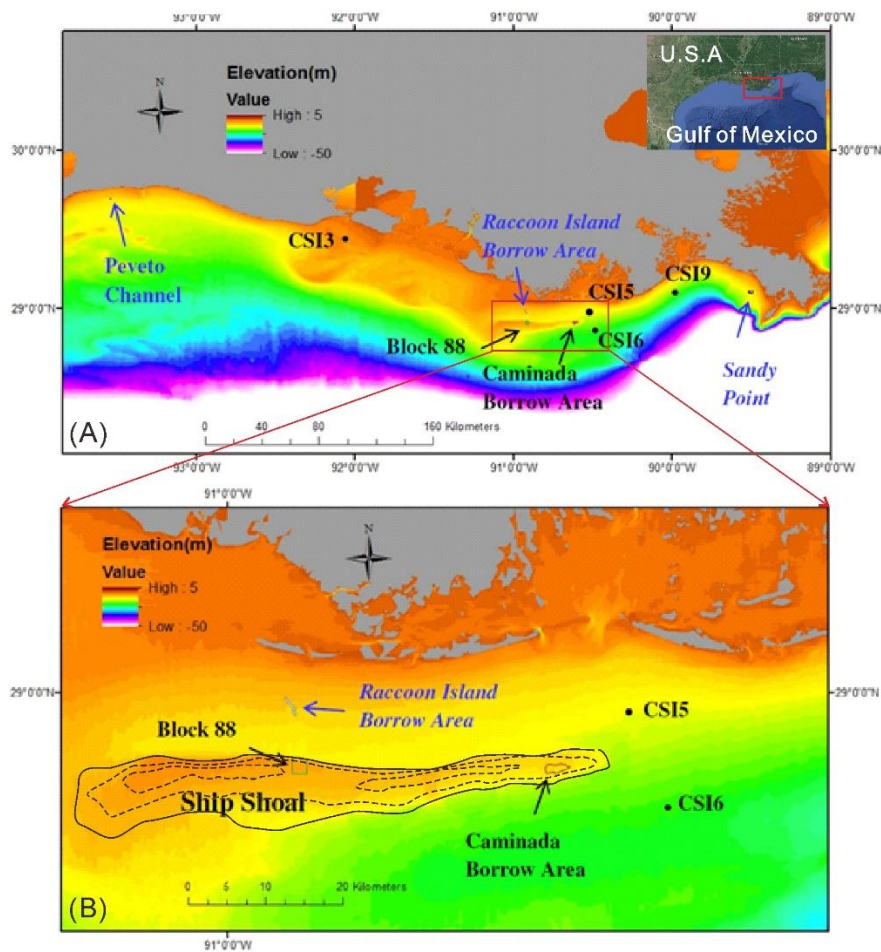 93°0'0"W
92°0'0"W
91°0'0"W
90°0'0"W
89°0'0"W
Elevation(m)
Value
High : 5
Low : -50
N
U.S.A
Gulf of Mexico
30°0'0"N
30°0'0"N
Raccoon Island
Borrow Area
CSI3
Peveto
Channel
CSI9
CSI5
29°0'0"N
29°0'0"N
Block 88
CSI6
Caminada
Borrow Area
Sandy
Point
(A)
0 20 40 80 120 160 Kilometers
93°0'0"W
92°0'0"W
91°0'0"W
90°0'0"W
89°0'0"W
91°0'0"W
Elevation(m)
Value
High : 5
Low : -50
N
29°0'0"N
29°0'0"N
Raccoon Island
Borrow Area
CSI5
Block 88
Ship Shoal
CSI6
Caminada
Borrow Area
0 5 10 20 Kilometers
(B)
91°0'0"W